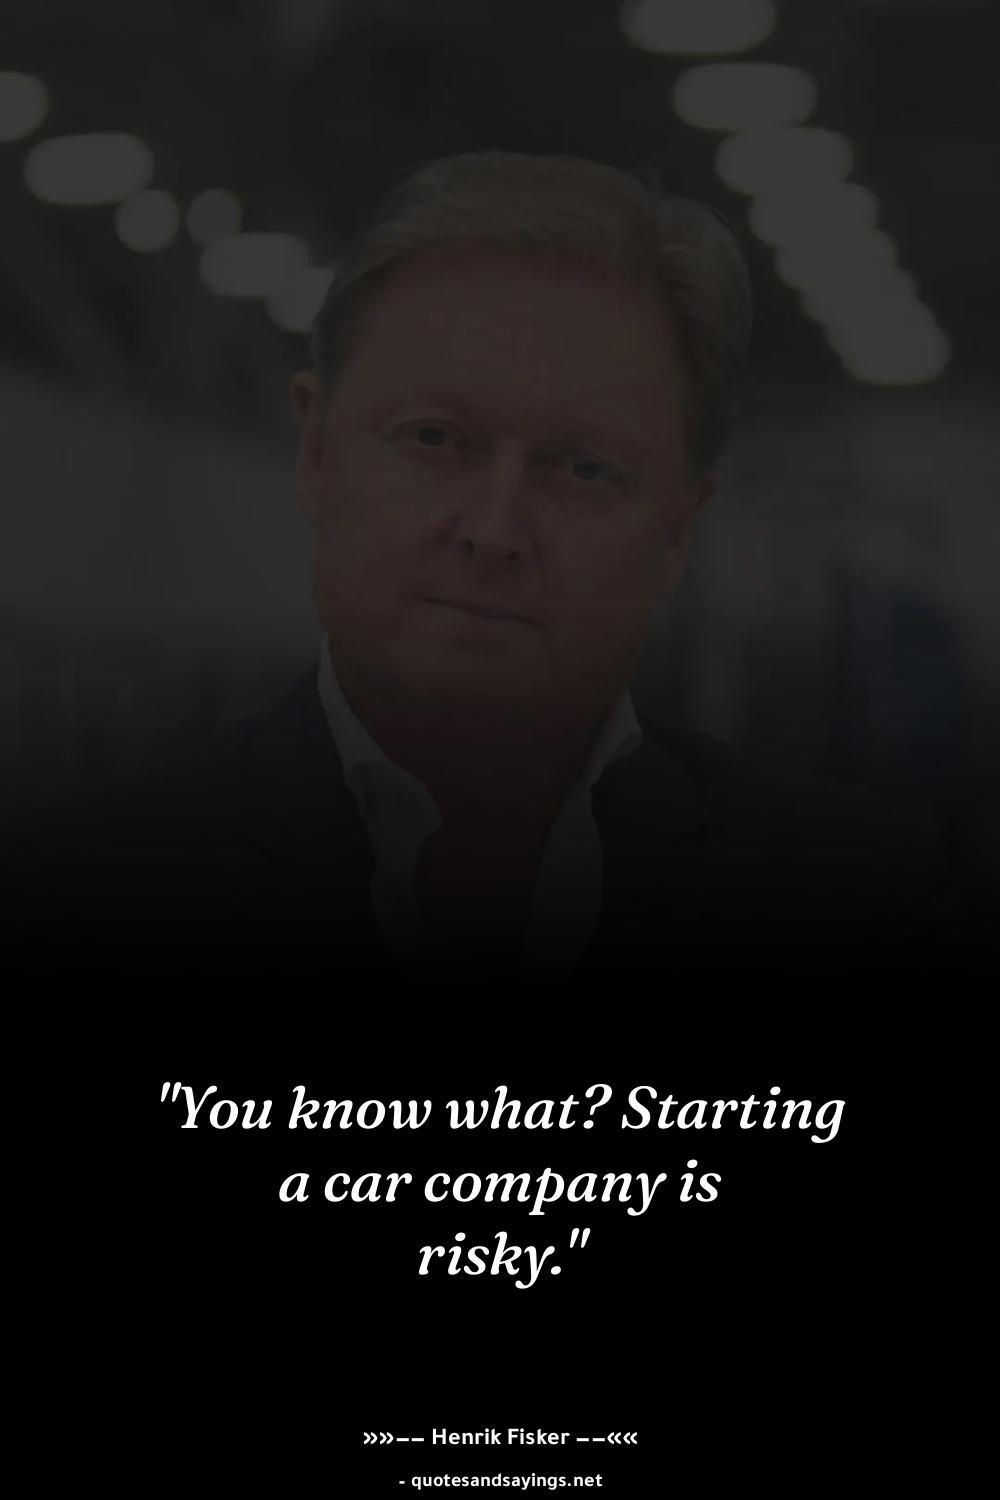 "You know what? Starting
a car company is
risky."
»»–– Henrik Fisker ––««
- quotesandsayings.net